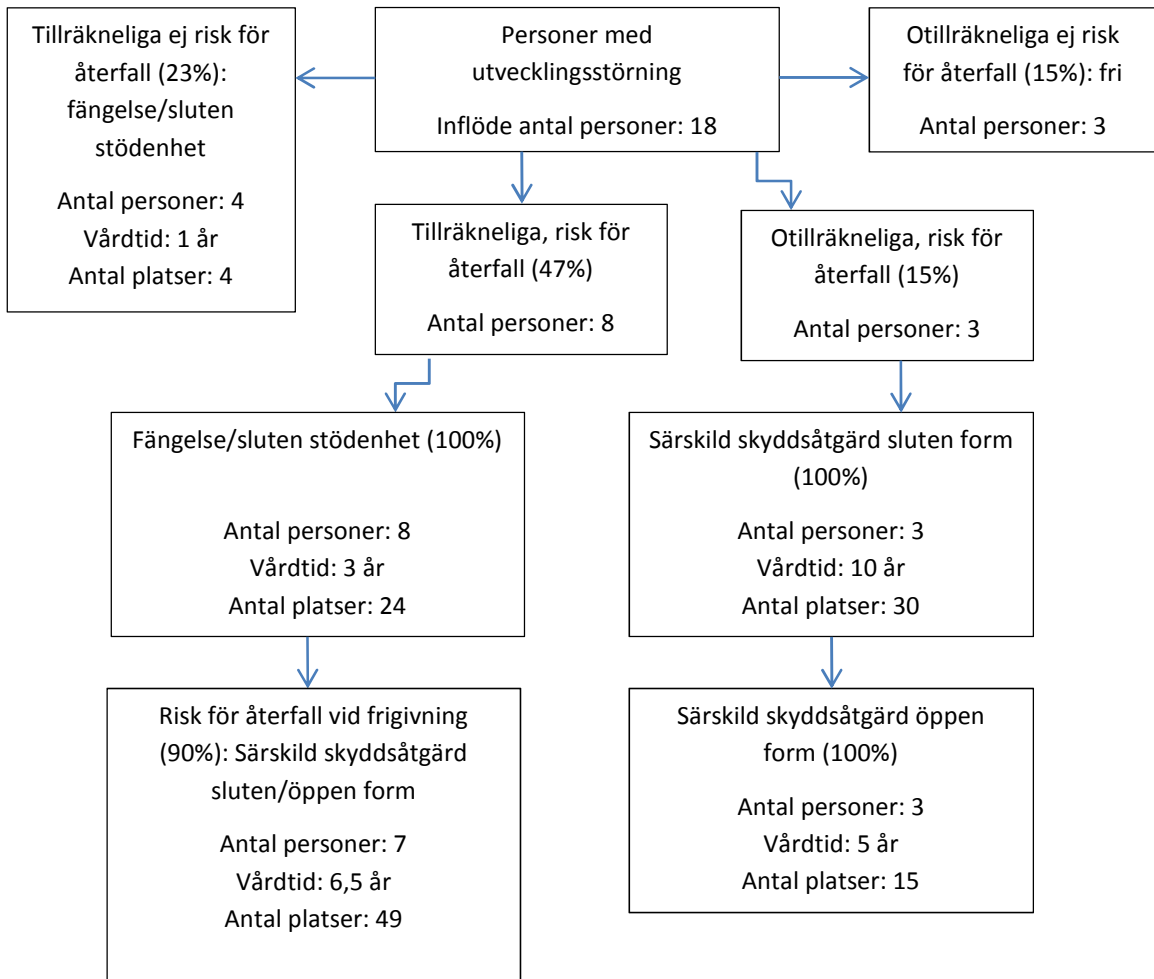 Tillräkneliga ej risk för
återfall (23%):
fängelse/sluten
stödenhet
Antal personer: 4
Vårdtid: 1 år
Antal platser: 4
Personer med
utvecklingsstörning
Inflöde antal personer: 18
Otillräkneliga ej risk
för återfall (15%): fri
Antal personer: 3
Tillräkneliga, risk för
återfall (47%)
Antal personer: 8
Otillräkneliga, risk för
återfall (15%)
Antal personer: 3
Fängelse/sluten stödenhet (100%)
Antal personer: 8
Vårdtid: 3 år
Antal platser: 24
Särskild skyddsåtgärd sluten form
(100%)
Antal personer: 3
Vårdtid: 10 år
Antal platser: 30
Risk för återfall vid frigivning
(90%): Särskild skyddsåtgärd
sluten/öppen form
Antal personer: 7
Vårdtid: 6,5 år
Antal platser: 49
Särskild skyddsåtgärd öppen
form (100%)
Antal personer: 3
Vårdtid: 5 år
Antal platser: 15